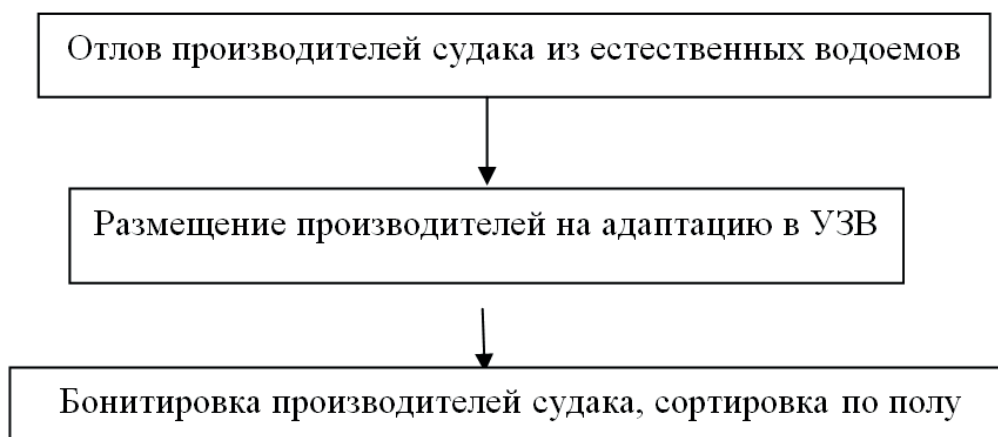 Отлов производителей судака из естественных водоемов
Размещение производителей на адаптацию в УЗВ
Бонитировка производителей судака, сортировка по полу